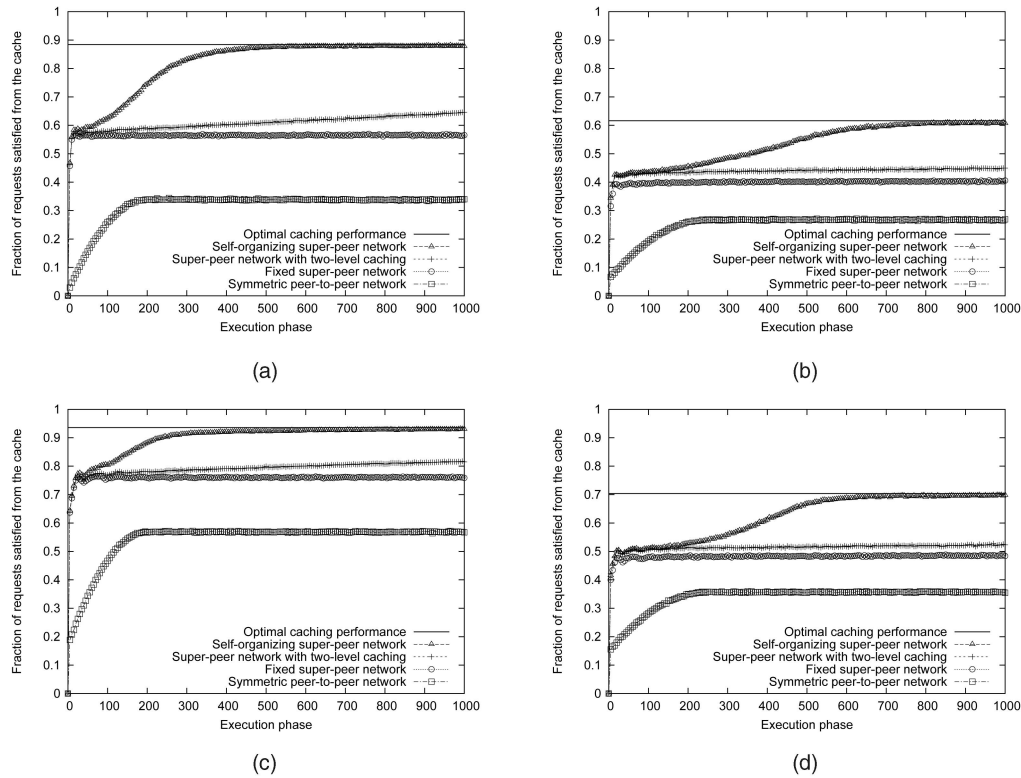 1
0.9
0.8
0.7
0.6
0.5
0.4
0.3
0.2
0.1
0
Fraction of requests satisfied from the cache
Optimal caching performance
Self-organizing super-peer network
Super-peer network with two-level caching
Fixed super-peer network
Symmetric peer-to-peer network
0 100 200 300 400 500 600 700 800 900 1000
Execution phase
(a)
1
0.9
0.8
0.7
0.6
0.5
0.4
0.3
0.2
0.1
0
Fraction of requests satisfied from the cache
Optimal caching performance
Self-organizing super-peer network
Super-peer network with two-level caching
Fixed super-peer network
Symmetric peer-to-peer network
0 100 200 300 400 500 600 700 800 900 1000
Execution phase
(b)
1
0.9
0.8
0.7
0.6
0.5
0.4
0.3
0.2
0.1
0
Fraction of requests satisfied from the cache
Optimal caching performance
Self-organizing super-peer network
Super-peer network with two-level caching
Fixed super-peer network
Symmetric peer-to-peer network
0 100 200 300 400 500 600 700 800 900 1000
Execution phase
(c)
1
0.9
0.8
0.7
0.6
0.5
0.4
0.3
0.2
0.1
0
Fraction of requests satisfied from the cache
Optimal caching performance
Self-organizing super-peer network
Super-peer network with two-level caching
Fixed super-peer network
Symmetric peer-to-peer network
0 100 200 300 400 500 600 700 800 900 1000
Execution phase
(d)